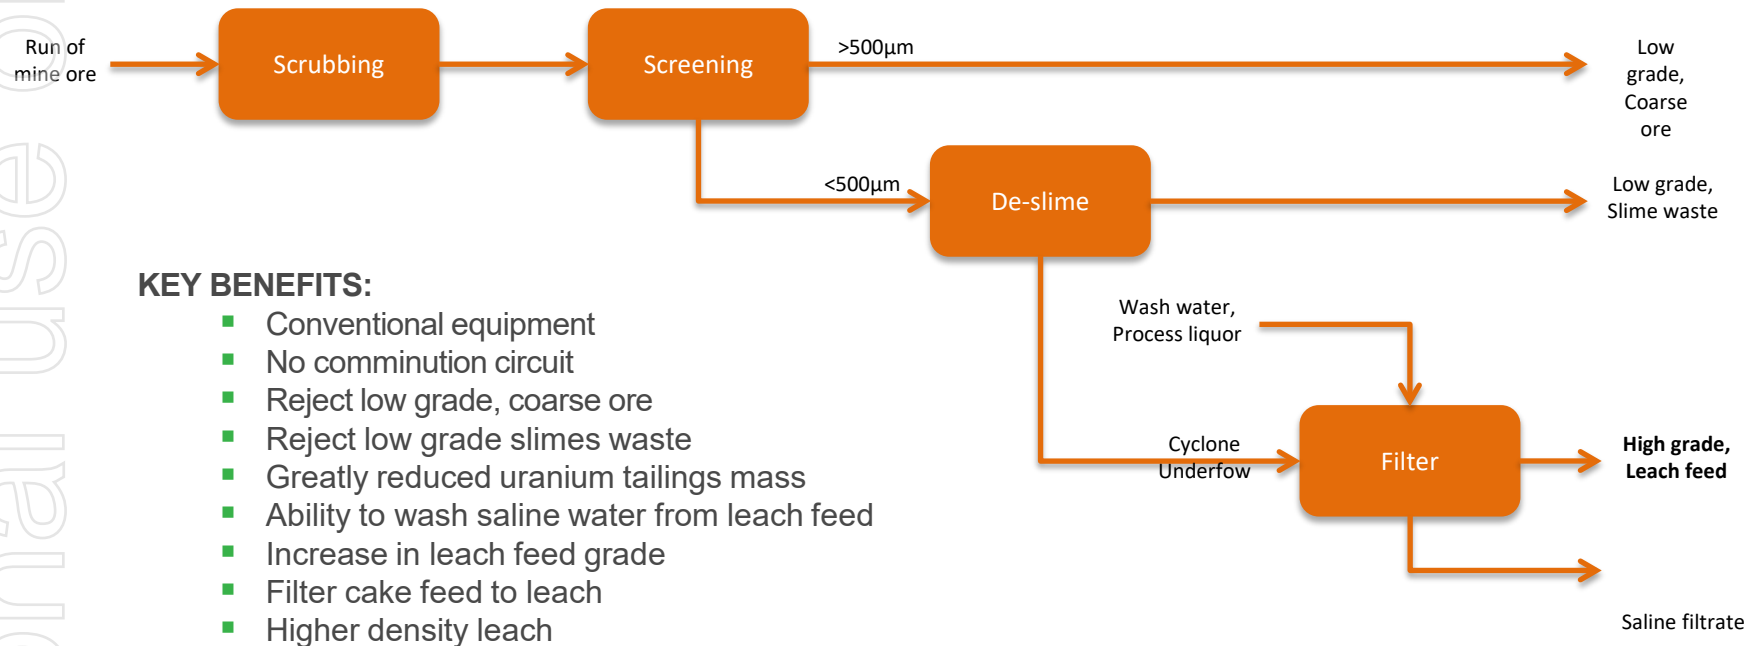 Run of
mine ore
Scrubbing
Screening
>500µm
Low
grade,
Coarse
ore
<500µm
De-slime
Low grade,
Slime waste
KEY BENEFITS:
▪ Conventional equipment
▪ No comminution circuit
▪ Reject low grade, coarse ore
▪ Reject low grade slimes waste
▪ Greatly reduced uranium tailings mass
▪ Ability to wash saline water from leach feed
▪ Increase in leach feed grade
▪ Filter cake feed to leach
▪ Higher density leach
Wash water,
Process liquor
Cyclone
Underfow
Filter
High grade,
Leach feed
Saline filtrate